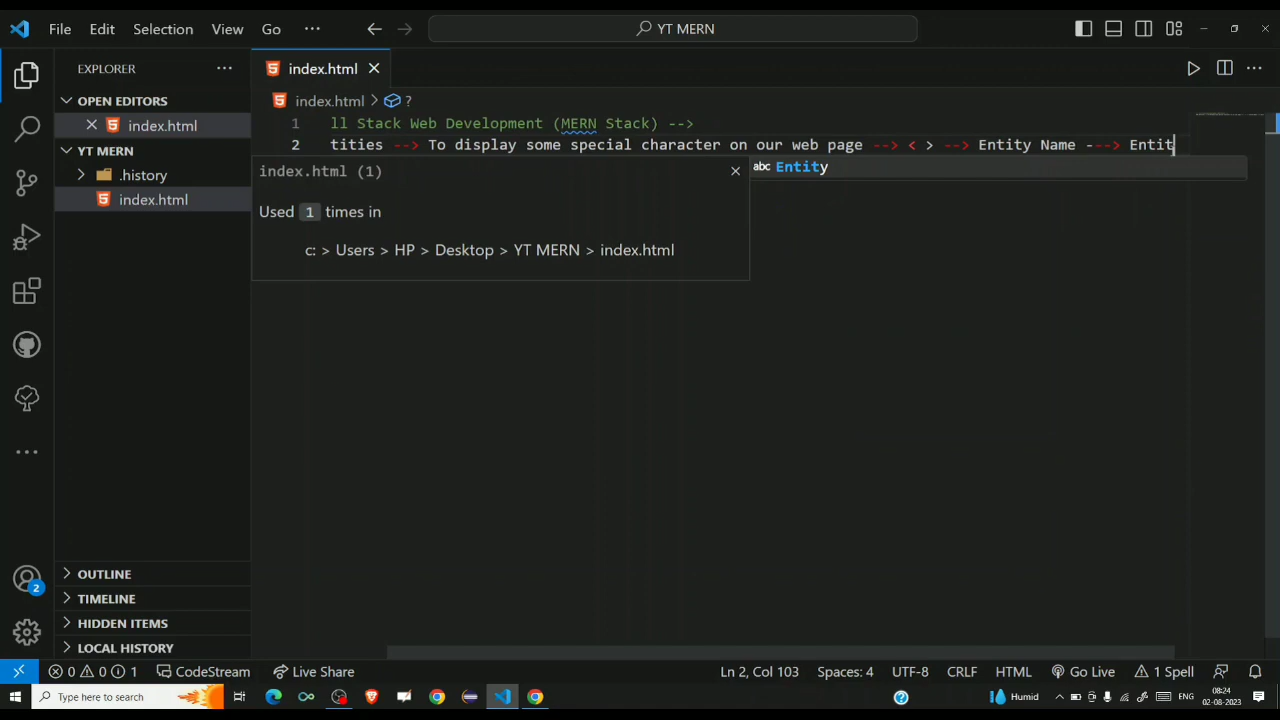 File Edit Selection View Go ··· YT MERN
EXPLORER ···
index.html
OPEN EDITORS
index.html
YT MERN
.history
index.html
OUTLINE
TIMELINE
HIDDEN ITEMS
LOCAL HISTORY
index.html > ?
1 ll Stack Web Development (MERN Stack) -->
2 tities --> To display some special character on our web page --> < > --> Entity Name ---> Entit
index.html (1)
Used 1 times in
c: > Users > HP > Desktop > YT MERN > index.html
abc Entity
2
0 0 1 CodeStream Live Share Ln 2, Col 103 Spaces: 4 UTF-8 CRLF HTML Go Live 1 Spell
Type here to search Humid ENG 08:24
02-08-2023